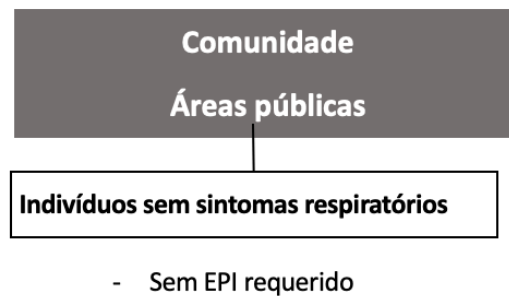 Comunidade
Áreas públicas
Indivíduos sem sintomas respiratórios
- Sem EPI requerido